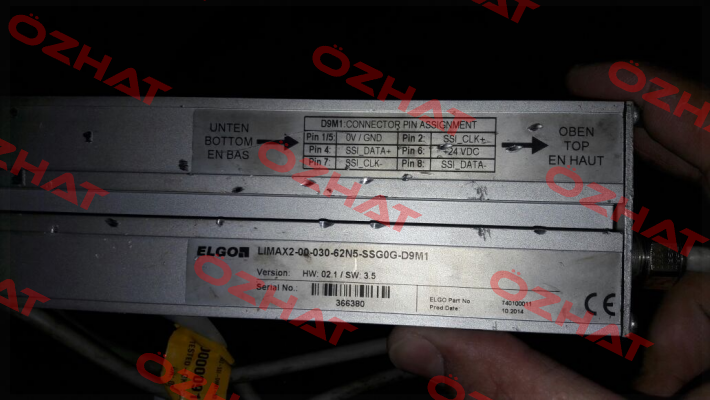 ÖZHAT
D9M1:CONNECTOR PIN ASSIGNMENT
Pin 1/5: 0V / GND Pin 2: SSI_CLK+
Pin 4: SSI_DATA+ Pin 6: ~24 VDC
Pin 7: SSI_CLK- Pin 8: SSI_DATA-
UNTEN
BOTTOM
EN BAS
OBEN
TOP
EN HAUT
ELGO LIMAX2-00-030-62N5-SSG0G-D9M1
Version: HW: 02.1 / SW: 3.5
Serial No.:
366380
ELGO Part No 740100011
Prod Date: 10.2014
CE